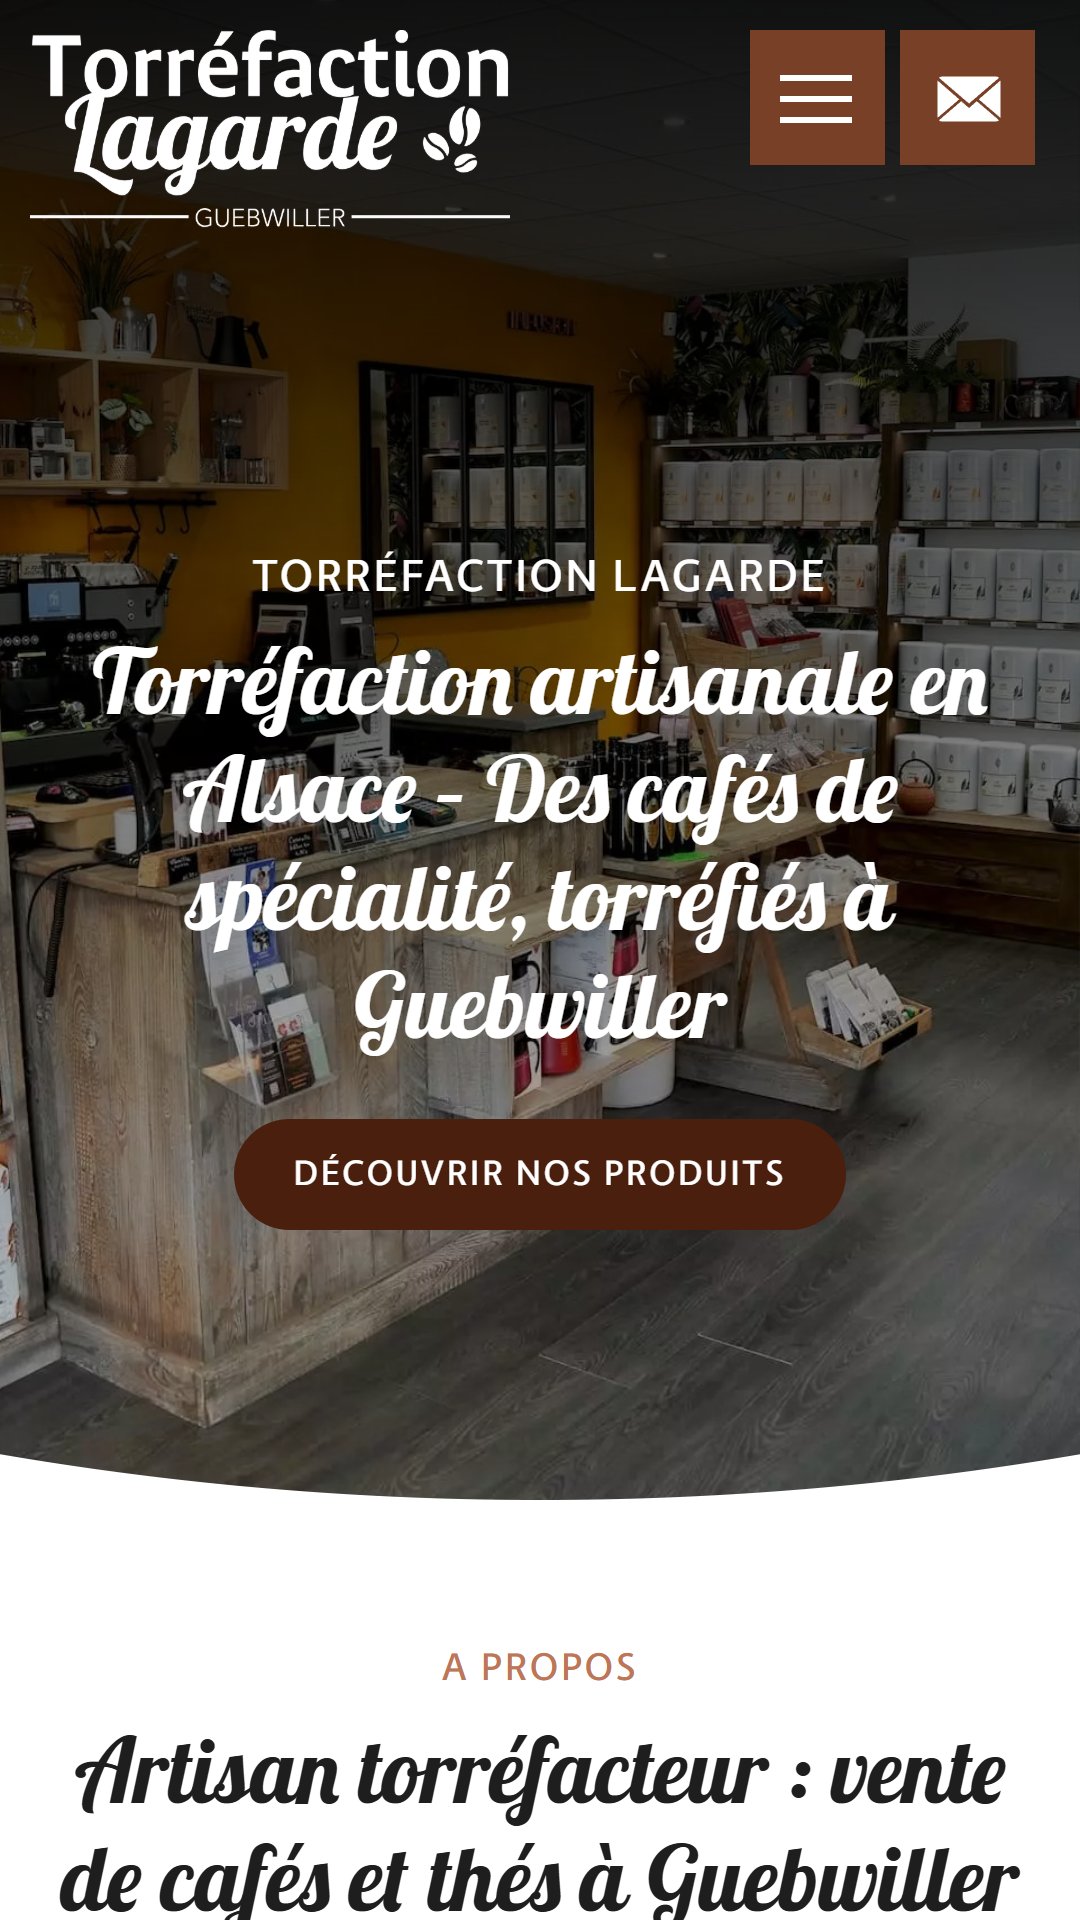 Torréfaction
Lagarde
GUEBWILLER
TORRÉFACTION LAGARDE
Torréfaction artisanale en
Alsace – Des cafés de
spécialité, torréfiés à
Guebwiller
DÉCOUVRIR NOS PRODUITS
A PROPOS
Artisan torréfacteur : vente
de cafés et thés à Guebwiller